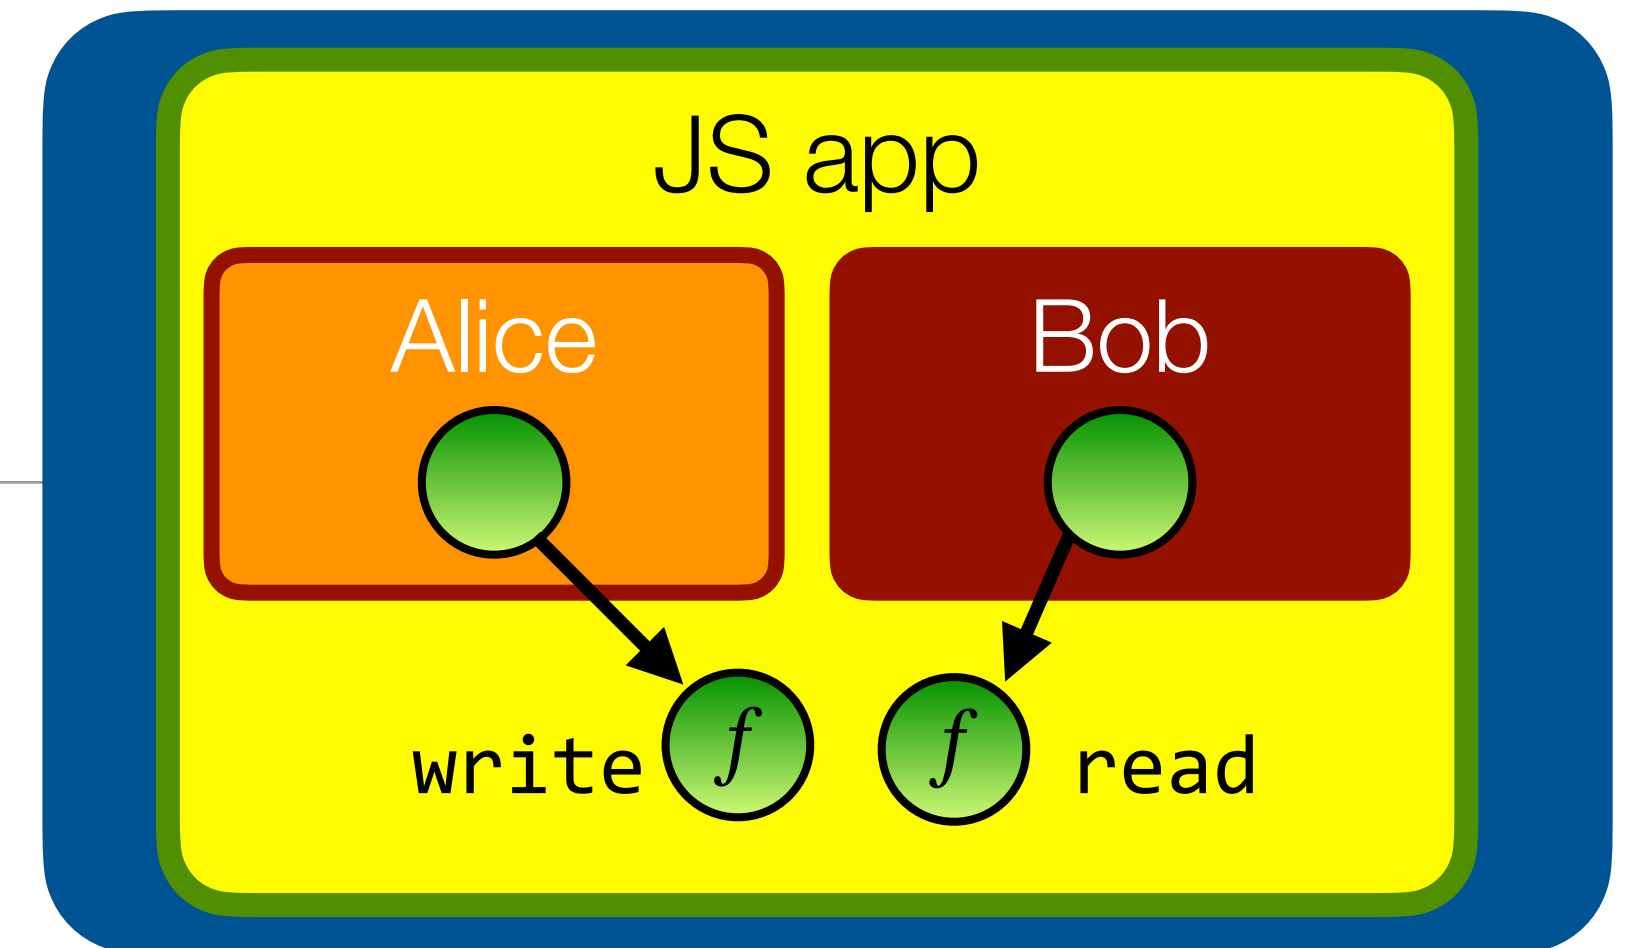 JS app
Alice
Bob
write
f
f
read